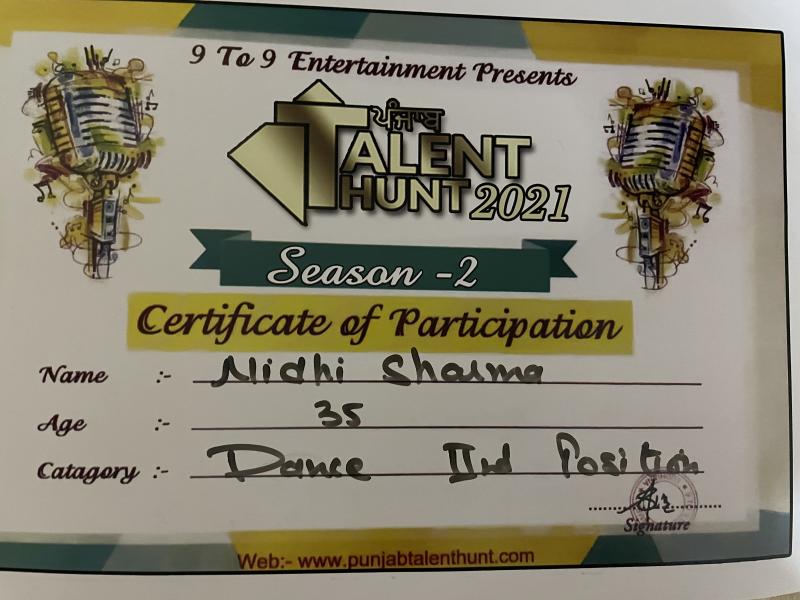 9 To 9 Entertainment Presents
ਪੰਜਾਬ
TALENT
HUNT 2021
Season -2
Certificate of Participation
Name :- Nidhi Sharma
Age :- 35
Catagory :- Dance IInd Position
Signature
Web:- www.punjabtalenthunt.com